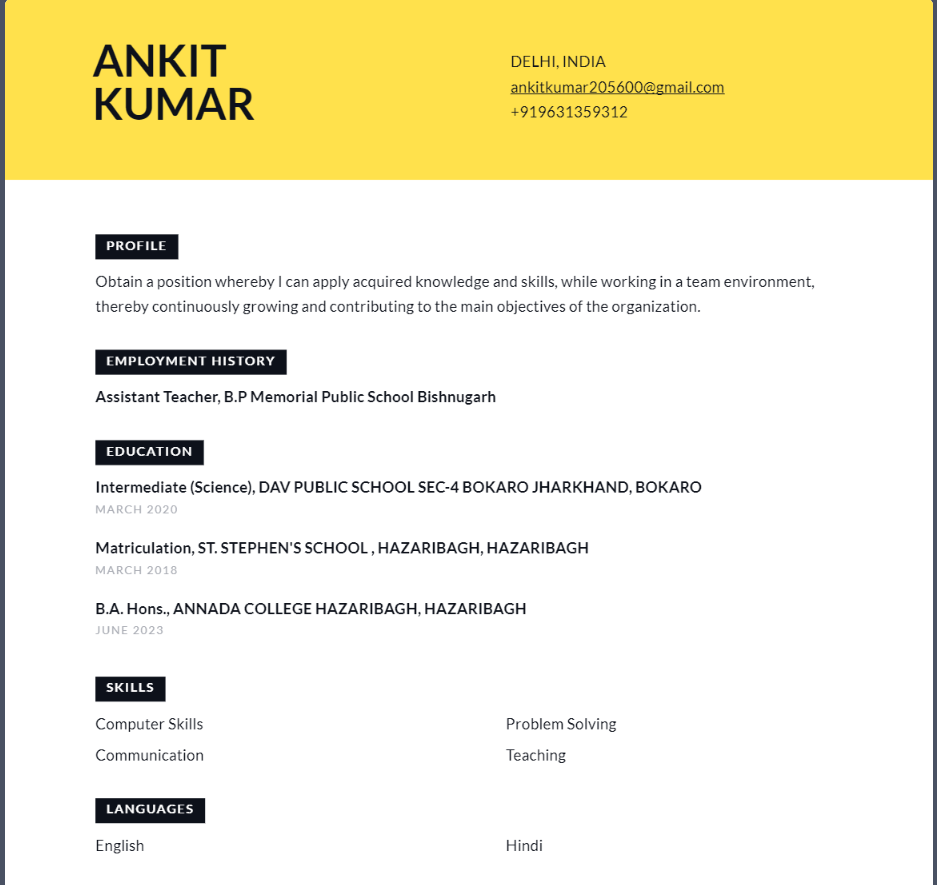 ANKIT
KUMAR
DELHI, INDIA
ankitkumar205600@gmail.com
+919631359312
PROFILE
Obtain a position whereby I can apply acquired knowledge and skills, while working in a team environment,
thereby continuously growing and contributing to the main objectives of the organization.
EMPLOYMENT HISTORY
Assistant Teacher, B.P Memorial Public School Bishnugarh
EDUCATION
Intermediate (Science), DAV PUBLIC SCHOOL SEC-4 BOKARO JHARKHAND, BOKARO
MARCH 2020
Matriculation, ST. STEPHEN'S SCHOOL , HAZARIBAGH, HAZARIBAGH
MARCH 2018
B.A. Hons., ANNADA COLLEGE HAZARIBAGH, HAZARIBAGH
JUNE 2023
SKILLS
Computer Skills Problem Solving
Communication Teaching
LANGUAGES
English Hindi